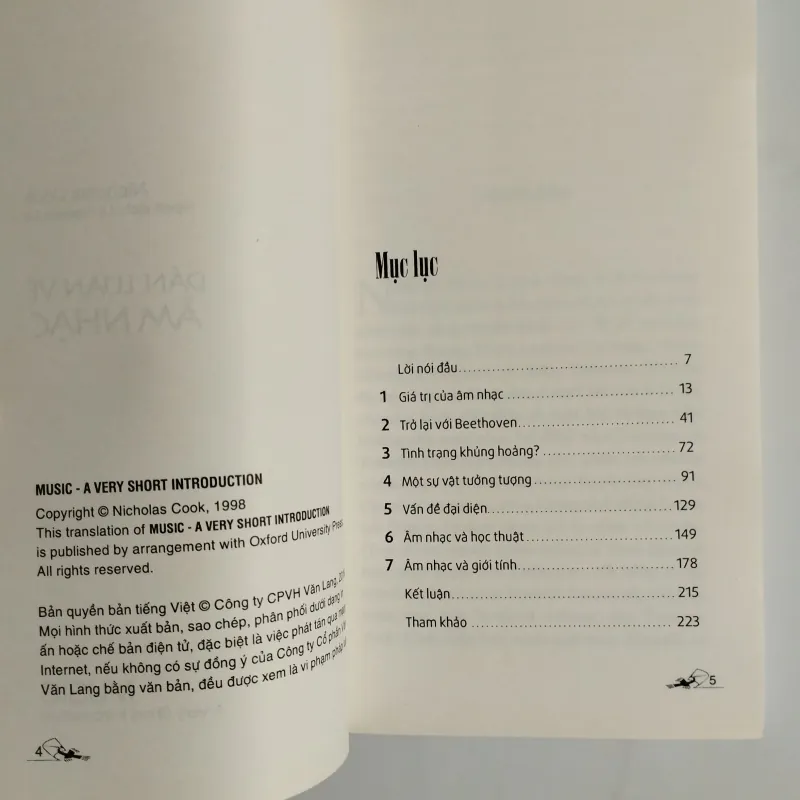 MUSIC - A VERY SHORT INTRODUCTION
Copyright © Nicholas Cook, 1998
This translation of MUSIC - A VERY SHORT INTRODUCTION
is published by arrangement with Oxford University Press
All rights reserved.
Bản quyền bản tiếng Việt © Công ty CPVH Văn Lang,
Mọi hình thức xuất bản, sao chép, phân phối dưới dạng
ấn hoặc chế bản điện tử, đặc biệt là việc phát tán qua
Internet, nếu không có sự đồng ý của Công ty Cổ phần
Văn Lang bằng văn bản, đều được xem là vi phạm pháp
4
DẪN LUẬN VỀ
ÂM NHẠC
Mục lục
Lời nói đầu 7
1 Giá trị của âm nhạc 13
2 Trở lại với Beethoven 41
3 Tình trạng khủng hoảng? 72
4 Một sự vật tưởng tượng 91
5 Vấn đề đại diện 129
6 Âm nhạc và học thuật 149
7 Âm nhạc và giới tính 178
Kết luận 215
Tham khảo 223
5